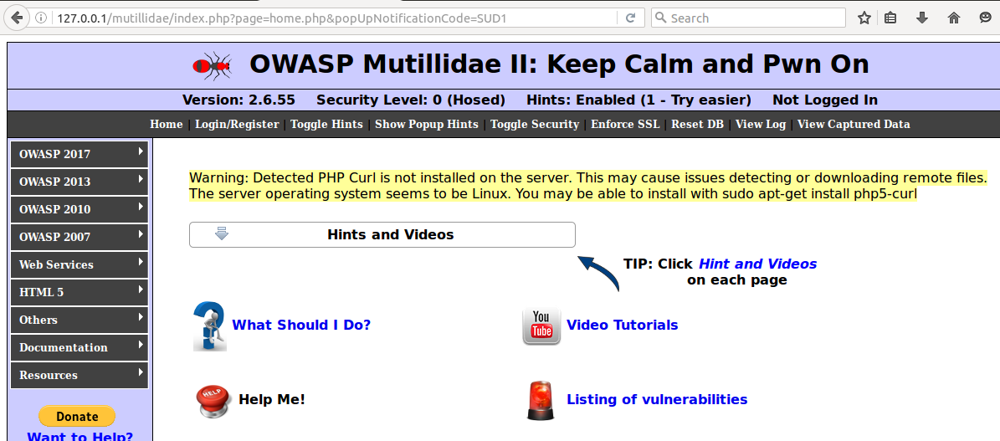 127.0.0.1/mutillidae/index.php?page=home.php&popUpNotificationCode=SUD1
Search
OWASP Mutillidae II: Keep Calm and Pwn On
Version: 2.6.55 Security Level: 0 (Hosed) Hints: Enabled (1 - Try easier) Not Logged In
Home | Login/Register | Toggle Hints | Show Popup Hints | Toggle Security | Enforce SSL | Reset DB | View Log | View Captured Data
OWASP 2017
OWASP 2013
OWASP 2010
OWASP 2007
Web Services
HTML 5
Others
Documentation
Resources
Donate
Want to Help?
Warning: Detected PHP Curl is not installed on the server. This may cause issues detecting or downloading remote files.
The server operating system seems to be Linux. You may be able to install with sudo apt-get install php5-curl
Hints and Videos
TIP: Click Hint and Videos
on each page
What Should I Do?
You
Tube
Video Tutorials
HELP
Help Me!
Listing of vulnerabilities